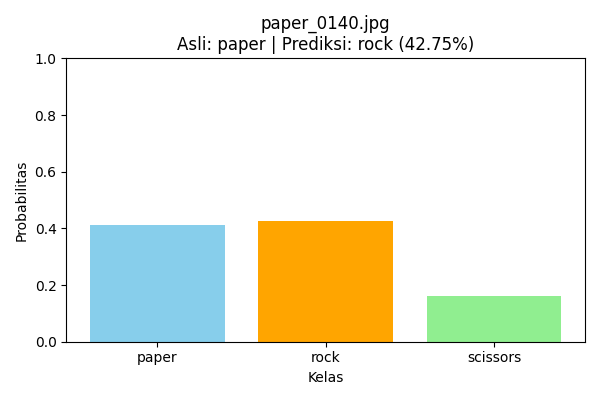 paper_0140.jpg
Asli: paper | Prediksi: rock (42.75%)
1.0
0.8
0.6
0.4
0.2
0.0
Probabilitas
paper rock scissors
Kelas